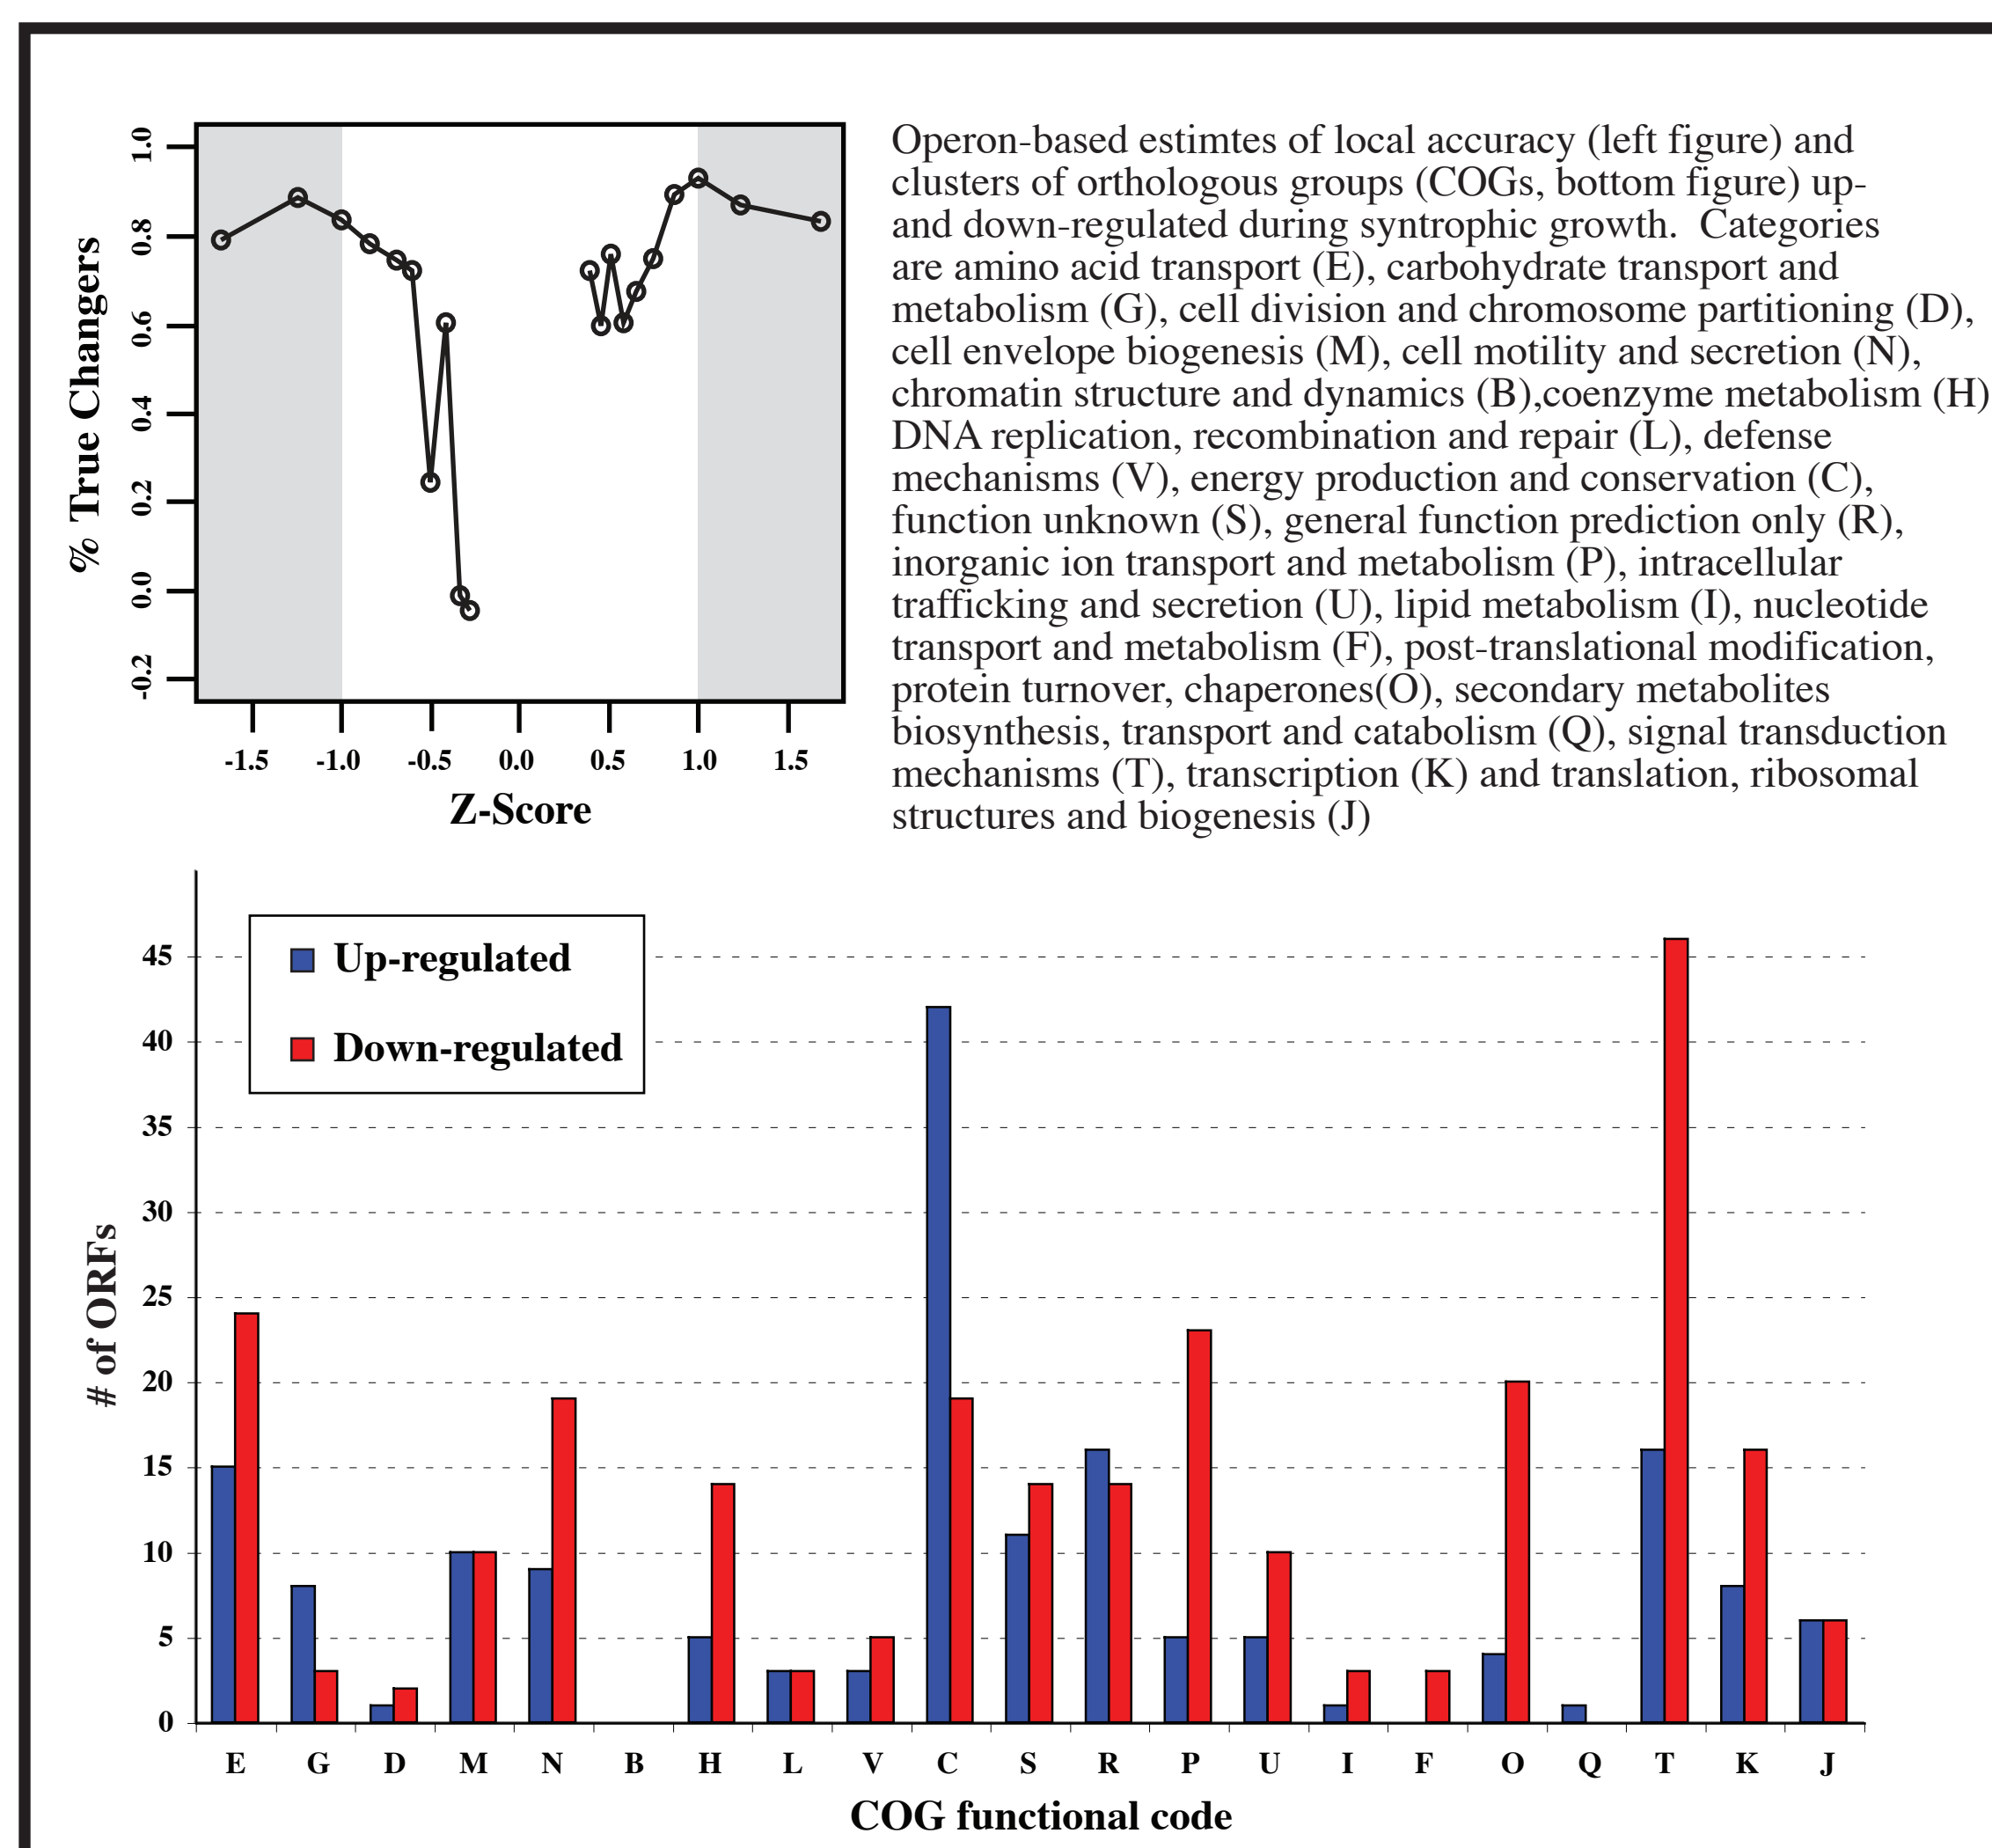 1.0
0.8
0.6
0.4
0.2
0.0
-0.2
% True Changers
-1.5 -1.0 -0.5 0.0 0.5 1.0 1.5
Z-Score
Operon-based estimtes of local accuracy (left figure) and
clusters of orthologous groups (COGs, bottom figure) up-
and down-regulated during syntrophic growth.  Categories
are amino acid transport (E), carbohydrate transport and
metabolism (G), cell division and chromosome partitioning (D),
cell envelope biogenesis (M), cell motility and secretion (N),
chromatin structure and dynamics (B),coenzyme metabolism (H)
DNA replication, recombination and repair (L), defense
mechanisms (V), energy production and conservation (C),
function unknown (S), general function prediction only (R),
inorganic ion transport and metabolism (P), intracellular
trafficking and secretion (U), lipid metabolism (I), nucleotide
transport and metabolism (F), post-translational modification,
protein turnover, chaperones(O), secondary metabolites
biosynthesis, transport and catabolism (Q), signal transduction
mechanisms (T), transcription (K) and translation, ribosomal
structures and biogenesis (J)
Up-regulated
Down-regulated
45
40
35
30
25
20
15
10
5
0
# of ORFs
E G D M N B H L V C S R P U I F O Q T K J
COG functional code